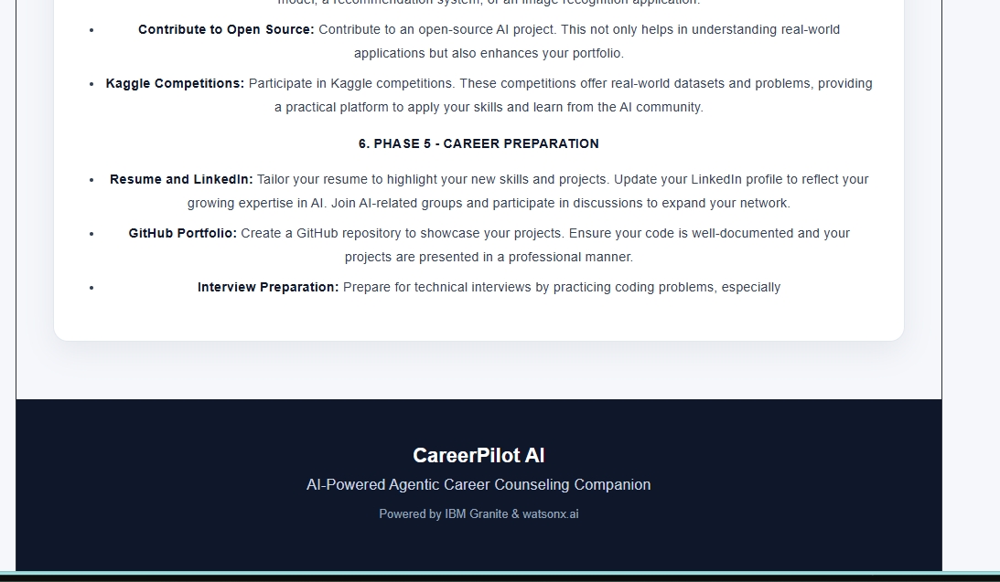 model, a recommendation system, or an image recognition application.
• Contribute to Open Source: Contribute to an open-source AI project. This not only helps in understanding real-world
applications but also enhances your portfolio.
• Kaggle Competitions: Participate in Kaggle competitions. These competitions offer real-world datasets and problems, providing
a practical platform to apply your skills and learn from the AI community.
6. PHASE 5 - CAREER PREPARATION
• Resume and LinkedIn: Tailor your resume to highlight your new skills and projects. Update your LinkedIn profile to reflect your
growing expertise in AI. Join AI-related groups and participate in discussions to expand your network.
• GitHub Portfolio: Create a GitHub repository to showcase your projects. Ensure your code is well-documented and your
projects are presented in a professional manner.
• Interview Preparation: Prepare for technical interviews by practicing coding problems, especially
CareerPilot AI
AI-Powered Agentic Career Counseling Companion
Powered by IBM Granite & watsonx.ai